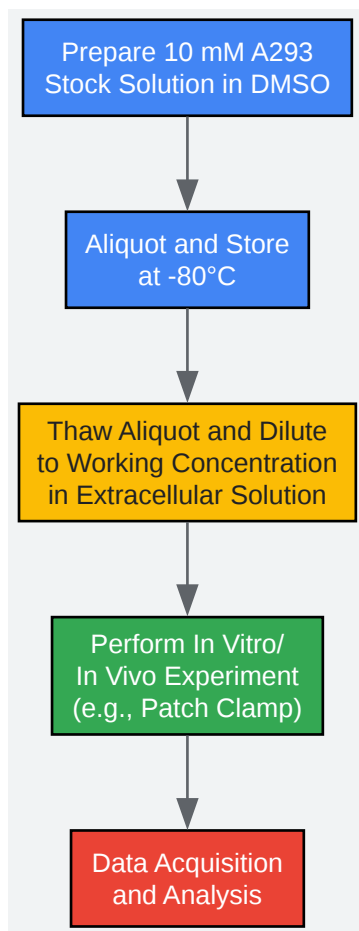 Prepare 10 mM A293
Stock Solution in DMSO
Aliquot and Store
at -80°C
Thaw Aliquot and Dilute
to Working Concentration
in Extracellular Solution
Perform In Vitro/
In Vivo Experiment
(e.g., Patch Clamp)
Data Acquisition
and Analysis